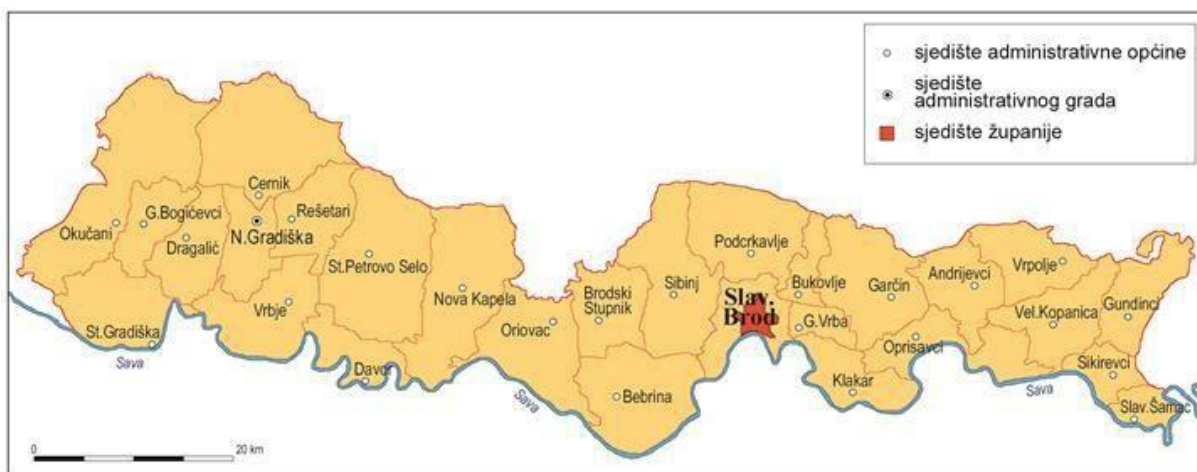 sjedište administrativne općine
sjedište
administrativnog grada
sjedište županije
Cernik
Okučani
G.Bogičevci
Rešetari
Dragalić
N.Gradiška
St.Petrovo Selo
Nova Kapela
Vrbje
St.Gradiška
Sava
Davor
Oriovac
Brodski
Stupnik
Sibinj
Podcrkavlje
Slav.
Brod
Bukovlje
G.Vrba
Garčin
Andrijevci
Vrpolje
Gundinci
Vel.Kopanica
Oprisavci
Klakar
Bebrina
Sikirevci
Slav.Šamac
Sava
Sava
0
20 km